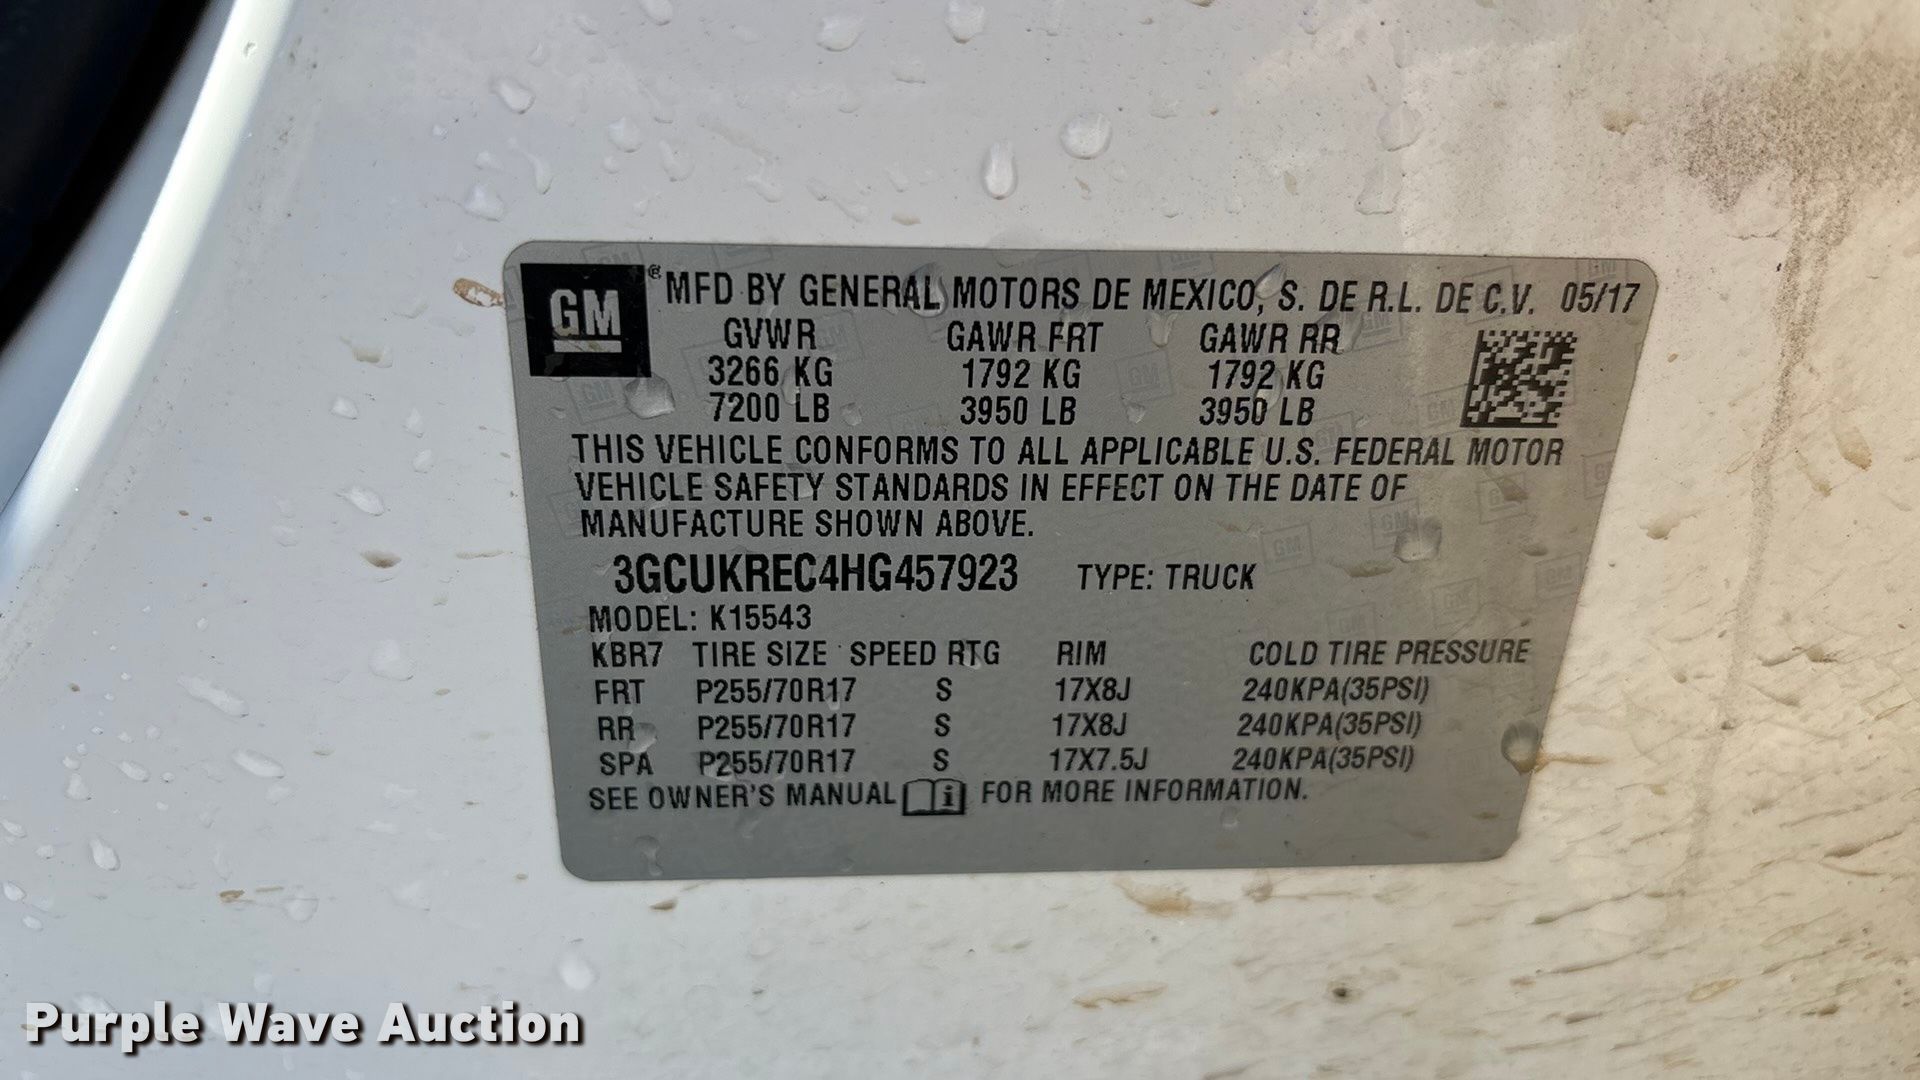 GM ® MFD BY GENERAL MOTORS DE MEXICO, S. DE R.L. DE C.V. 05/17
GVWR GAWR FRT GAWR RR
3266 KG 1792 KG 1792 KG
7200 LB 3950 LB 3950 LB
THIS VEHICLE CONFORMS TO ALL APPLICABLE U.S. FEDERAL MOTOR
VEHICLE SAFETY STANDARDS IN EFFECT ON THE DATE OF
MANUFACTURE SHOWN ABOVE.
3GCUKREC4HG457923 TYPE: TRUCK
MODEL: K15543
KBR7 TIRE SIZE SPEED RTG RIM COLD TIRE PRESSURE
FRT P255/70R17 S 17X8J 240KPA(35PSI)
RR P255/70R17 S 17X8J 240KPA(35PSI)
SPA P255/70R17 S 17X7.5J 240KPA(35PSI)
SEE OWNER'S MANUAL i FOR MORE INFORMATION.
Purple Wave Auction